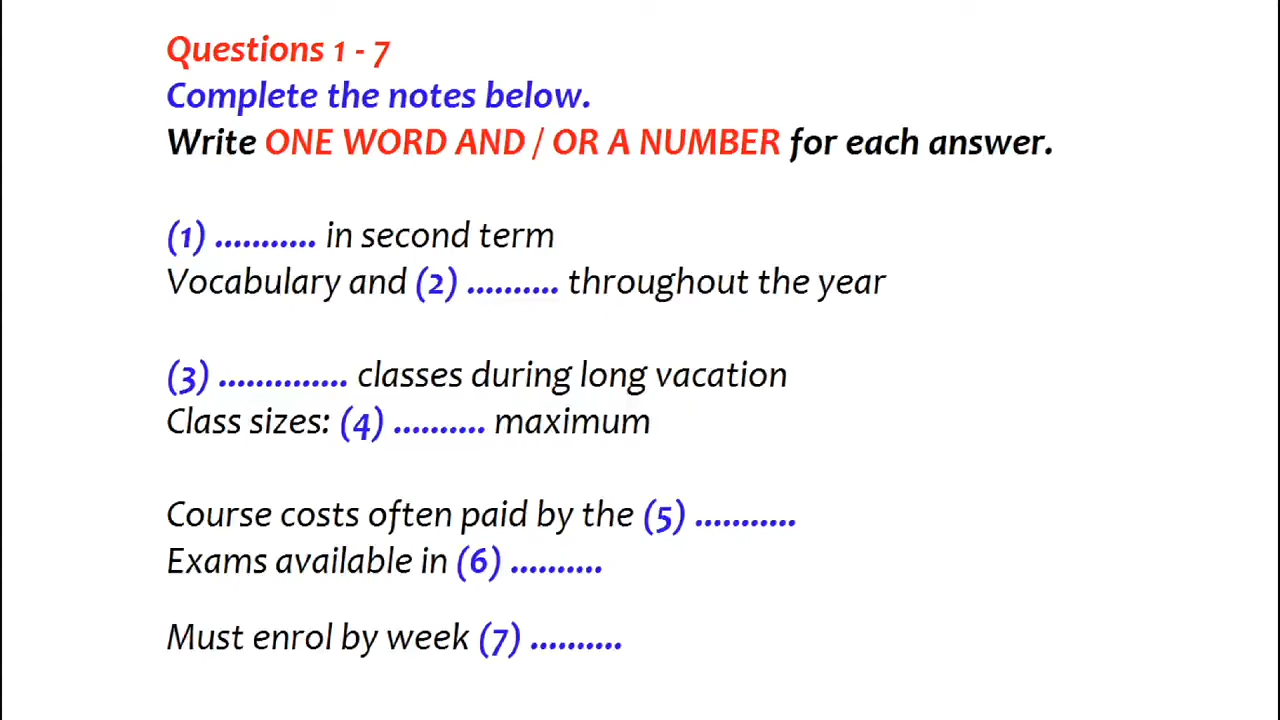 Questions 1 - 7
Complete the notes below.
Write ONE WORD AND / OR A NUMBER for each answer.
(1) ........... in second term
Vocabulary and (2) .......... throughout the year
(3) .............. classes during long vacation
Class sizes: (4) .......... maximum
Course costs often paid by the (5) ...........
Exams available in (6) ..........
Must enrol by week (7) ..........